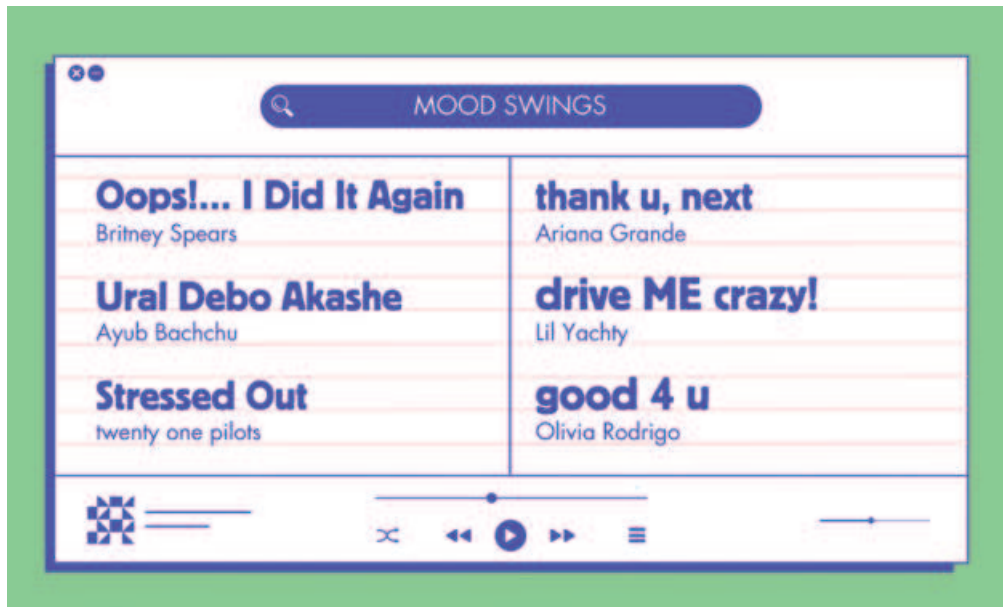 MOOD SWINGS
Oops!... I Did It Again
Britney Spears
Ural Debo Akashe
Ayub Bachchu
Stressed Out
twenty one pilots
thank u, next
Ariana Grande
drive ME crazy!
Lil Yachty
good 4 u
Olivia Rodrigo